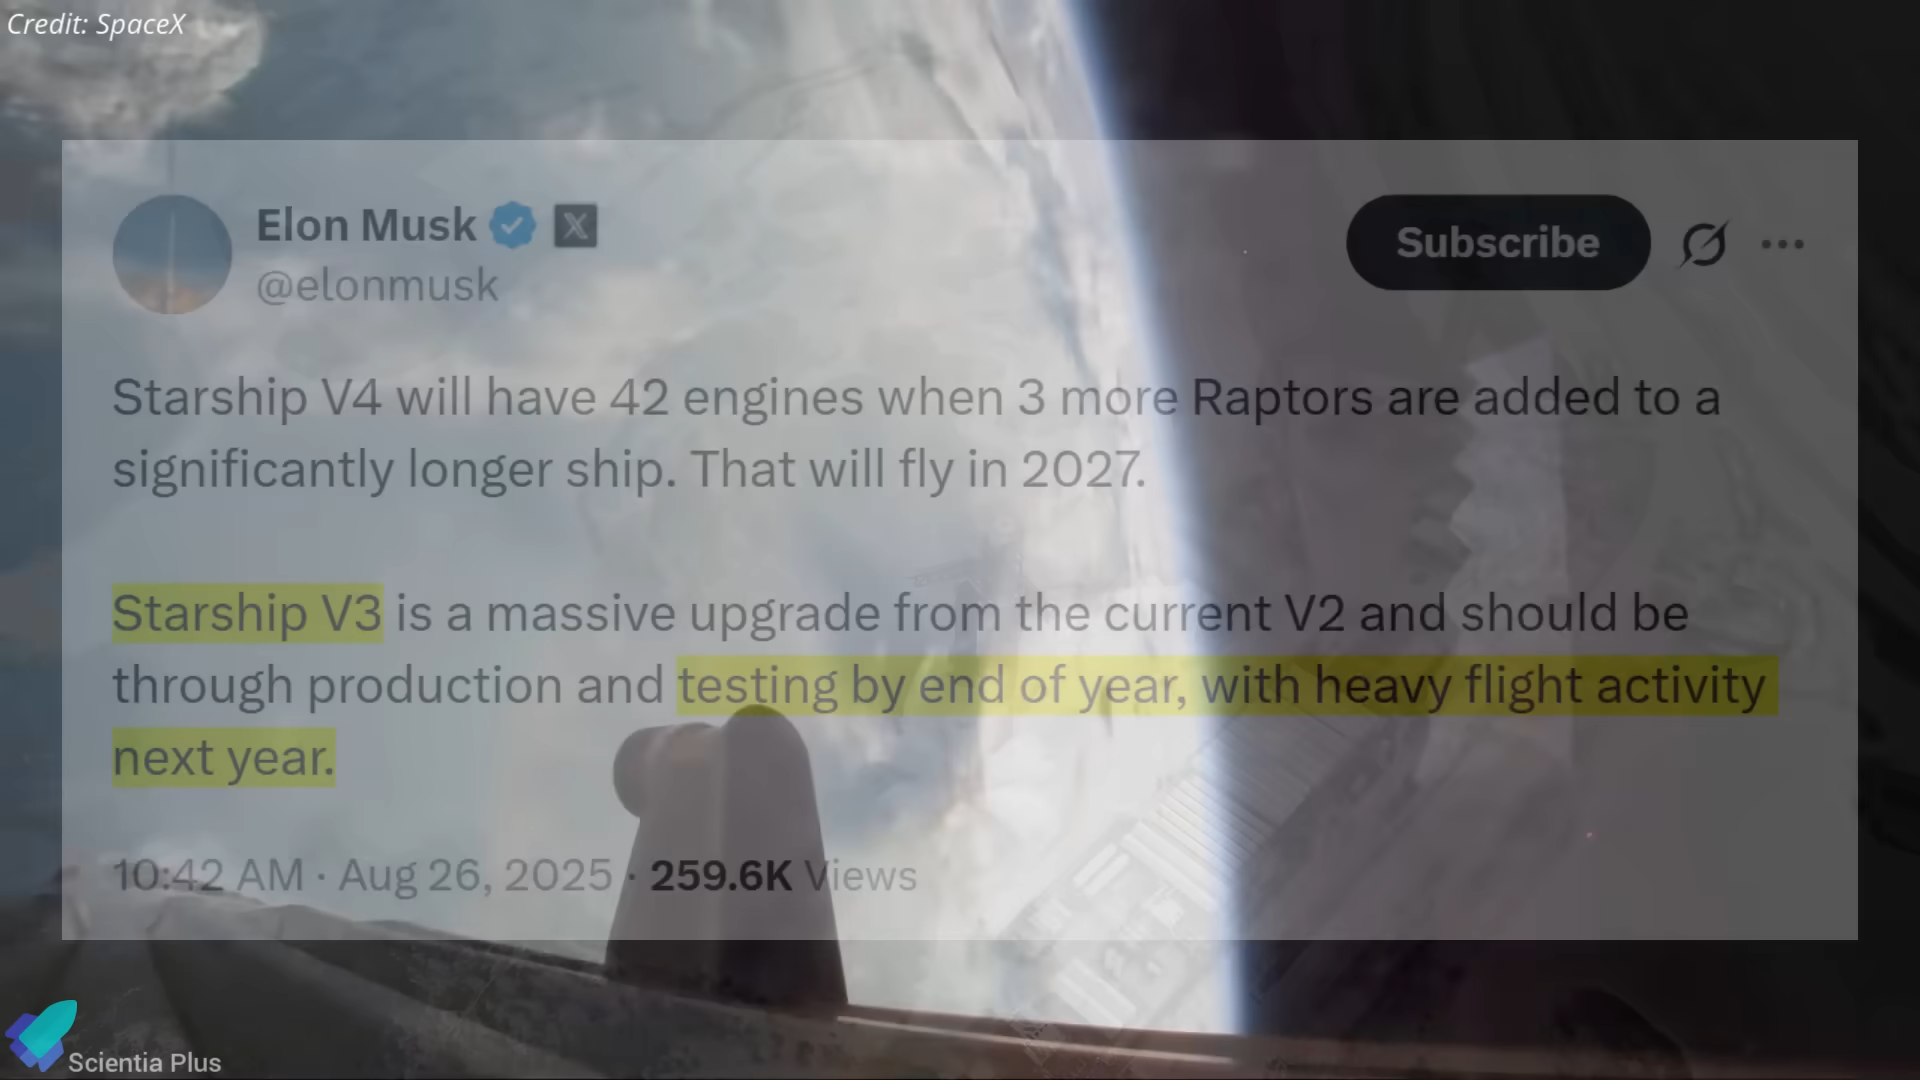 Credit: SpaceX
Elon Musk
@elonmusk
Subscribe
Starship V4 will have 42 engines when 3 more Raptors are added to a
significantly longer ship. That will fly in 2027.
Starship V3 is a massive upgrade from the current V2 and should be
through production and testing by end of year, with heavy flight activity
next year.
10:42 AM · Aug 26, 2025 · 259.6K Views
Scientia Plus